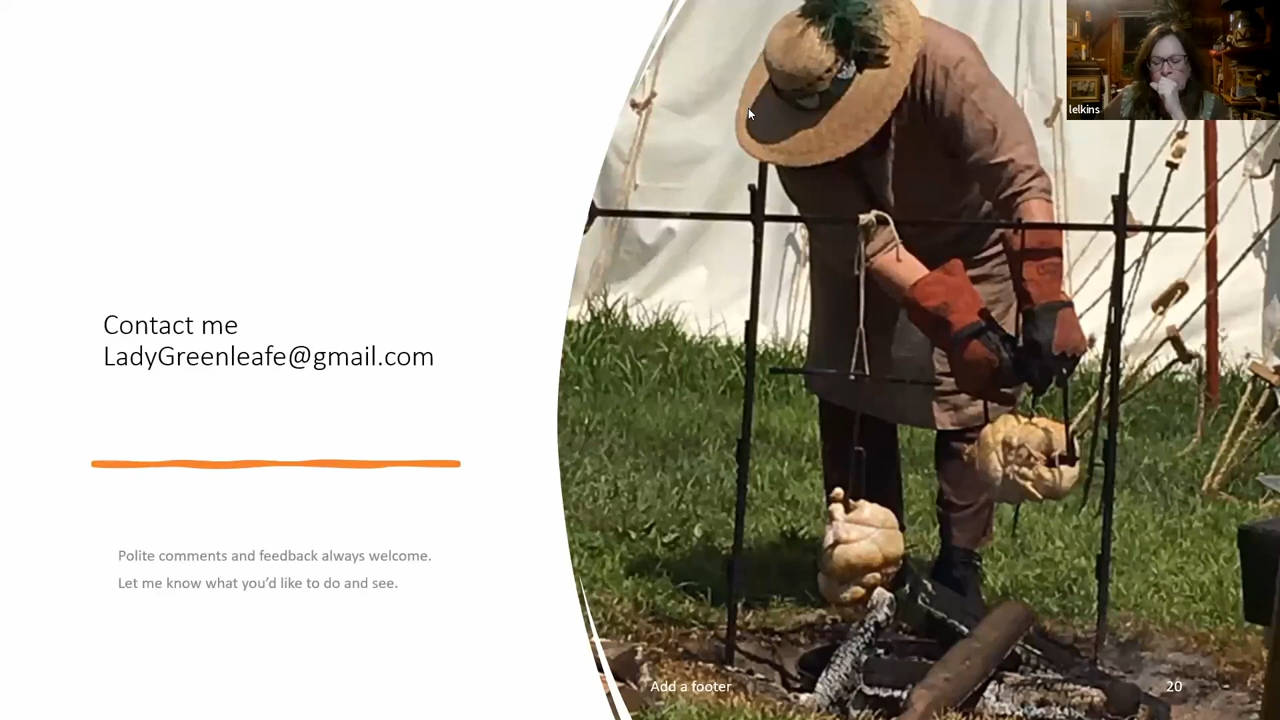 lelkins
Contact me
LadyGreenleafe@gmail.com
Polite comments and feedback always welcome.
Let me know what you’d like to do and see.
Add a footer
20